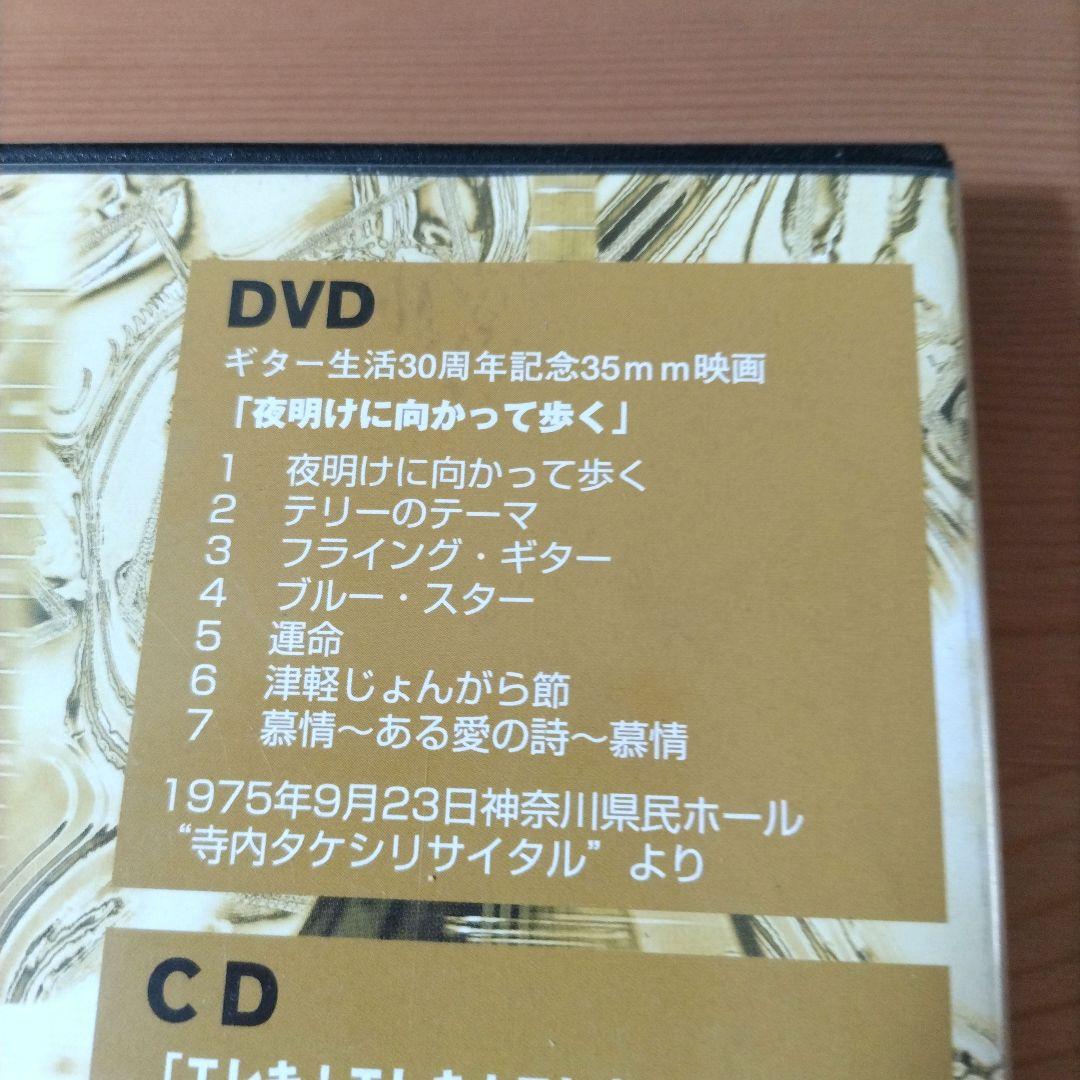 DVD
ギター生活30周年記念35mm映画
「夜明けに向かって歩く」
1 夜明けに向かって歩く
2 テリーのテーマ
3 フライング・ギター
4 ブルー・スター
5 運命
6 津軽じょんがら節
7 慕情〜ある愛の詩〜慕情
1975年9月23日神奈川県民ホール
“寺内タケシリサイタル” より
CD